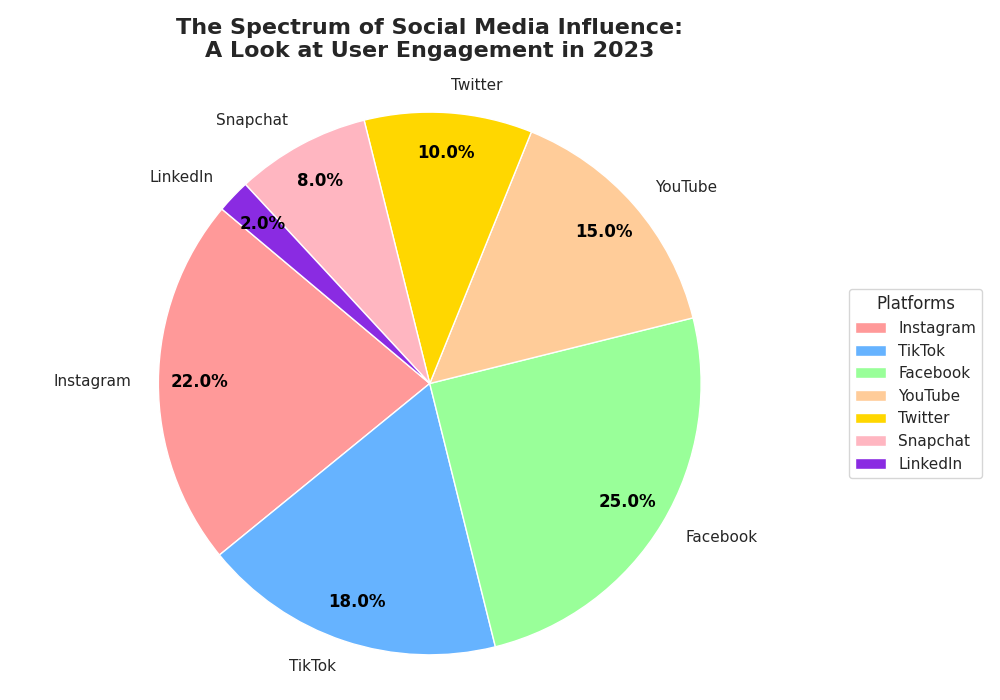 The Spectrum of Social Media Influence:
A Look at User Engagement in 2023
Twitter
Snapchat
10.0%
LinkedIn
8.0%
YouTube
2.0%
15.0%
Instagram
22.0%
25.0%
Facebook
18.0%
TikTok
Platforms
Instagram
TikTok
Facebook
YouTube
Twitter
Snapchat
LinkedIn